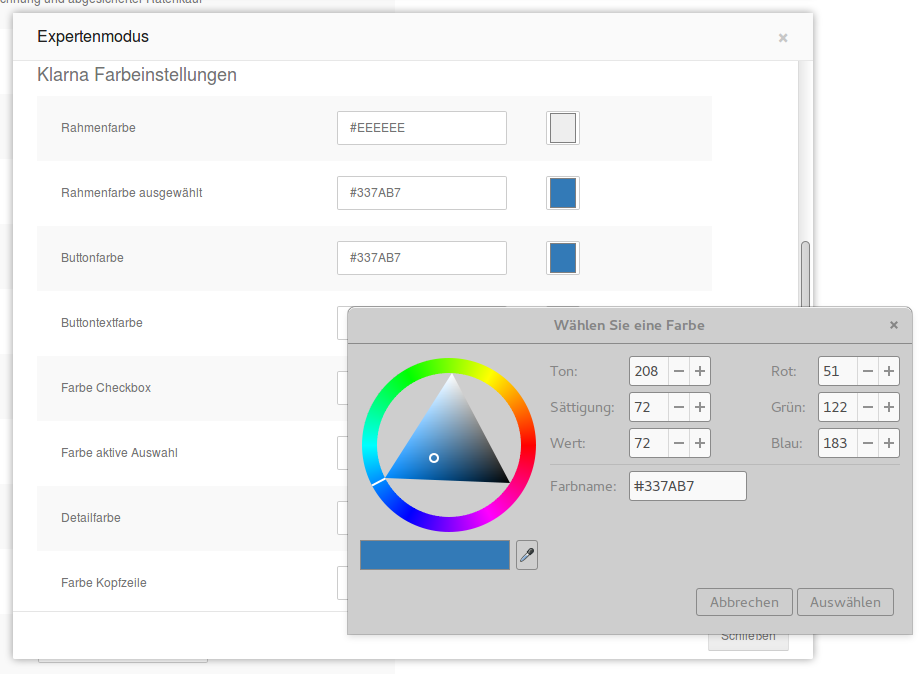 und abgesicherter Ratenkauf
Expertenmodus ×
Klarna Farbeinstellungen
Rahmenfarbe #EEEEEE
Rahmenfarbe ausgewählt #337AB7
Buttonfarbe #337AB7
Buttontextfarbe
Farbe Checkbox
Farbe aktive Auswahl
Detailfarbe
Farbe Kopfzeile
Wählen Sie eine Farbe ×
Ton: 208 − + Rot: 51 − +
Sättigung: 72 − + Grün: 122 − +
Wert: 72 − + Blau: 183 − +
Farbname: #337AB7
Abbrechen Auswählen
Schließen